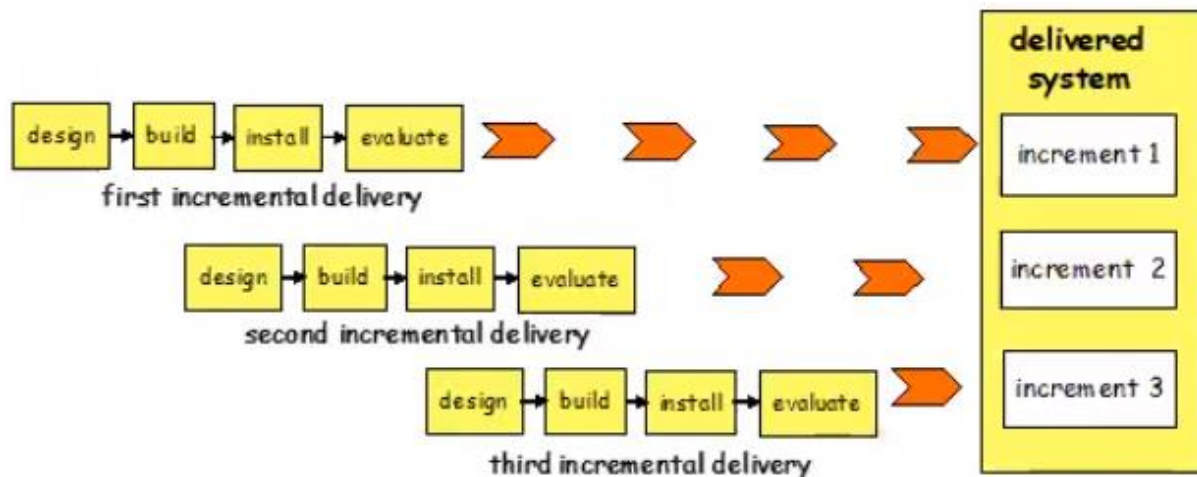 delivered
system
design build install evaluate
increment 1
first incremental delivery
design build install evaluate
increment 2
second incremental delivery
design build install evaluate
increment 3
third incremental delivery